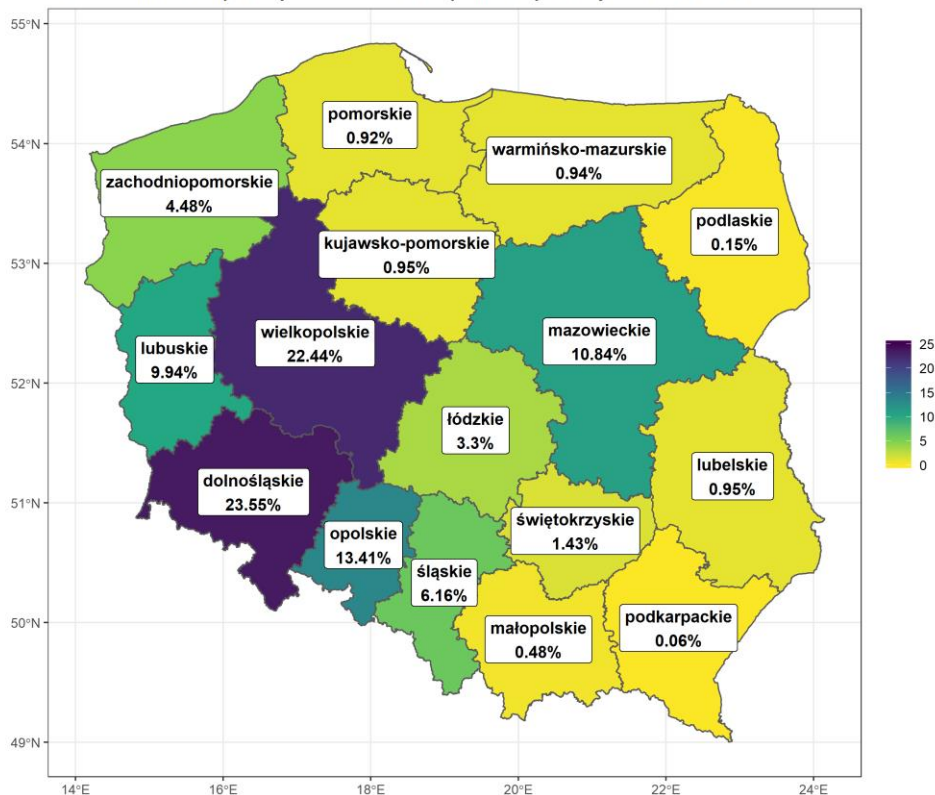 55°N
pomorskie
0.92%
54°N
warmińsko-mazurskie
0.94%
zachodniopomorskie
4.48%
podlaskie
0.15%
kujawsko-pomorskie
0.95%
53°N
wielkopolskie
22.44%
mazowieckie
10.84%
lubuskie
9.94%
25
20
15
10
5
0
52°N
łódzkie
3.3%
lubelskie
0.95%
dolnośląskie
23.55%
51°N
opolskie
13.41%
świętokrzyskie
1.43%
śląskie
6.16%
50°N
małopolskie
0.48%
podkarpackie
0.06%
49°N
14°E 16°E 18°E 20°E 22°E 24°E